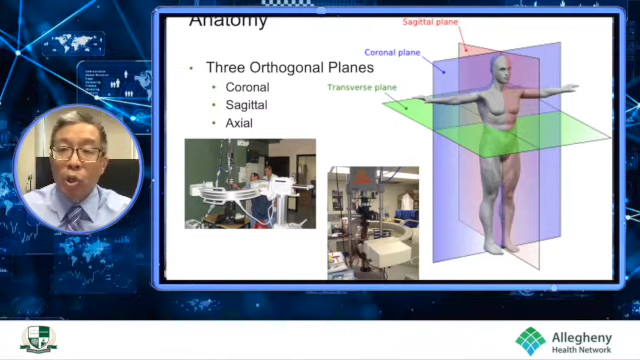 Anatomy
Three Orthogonal Planes
Coronal
Sagittal
Axial
Sagittal plane
Coronal plane
Transverse plane
Allegheny
Health Network